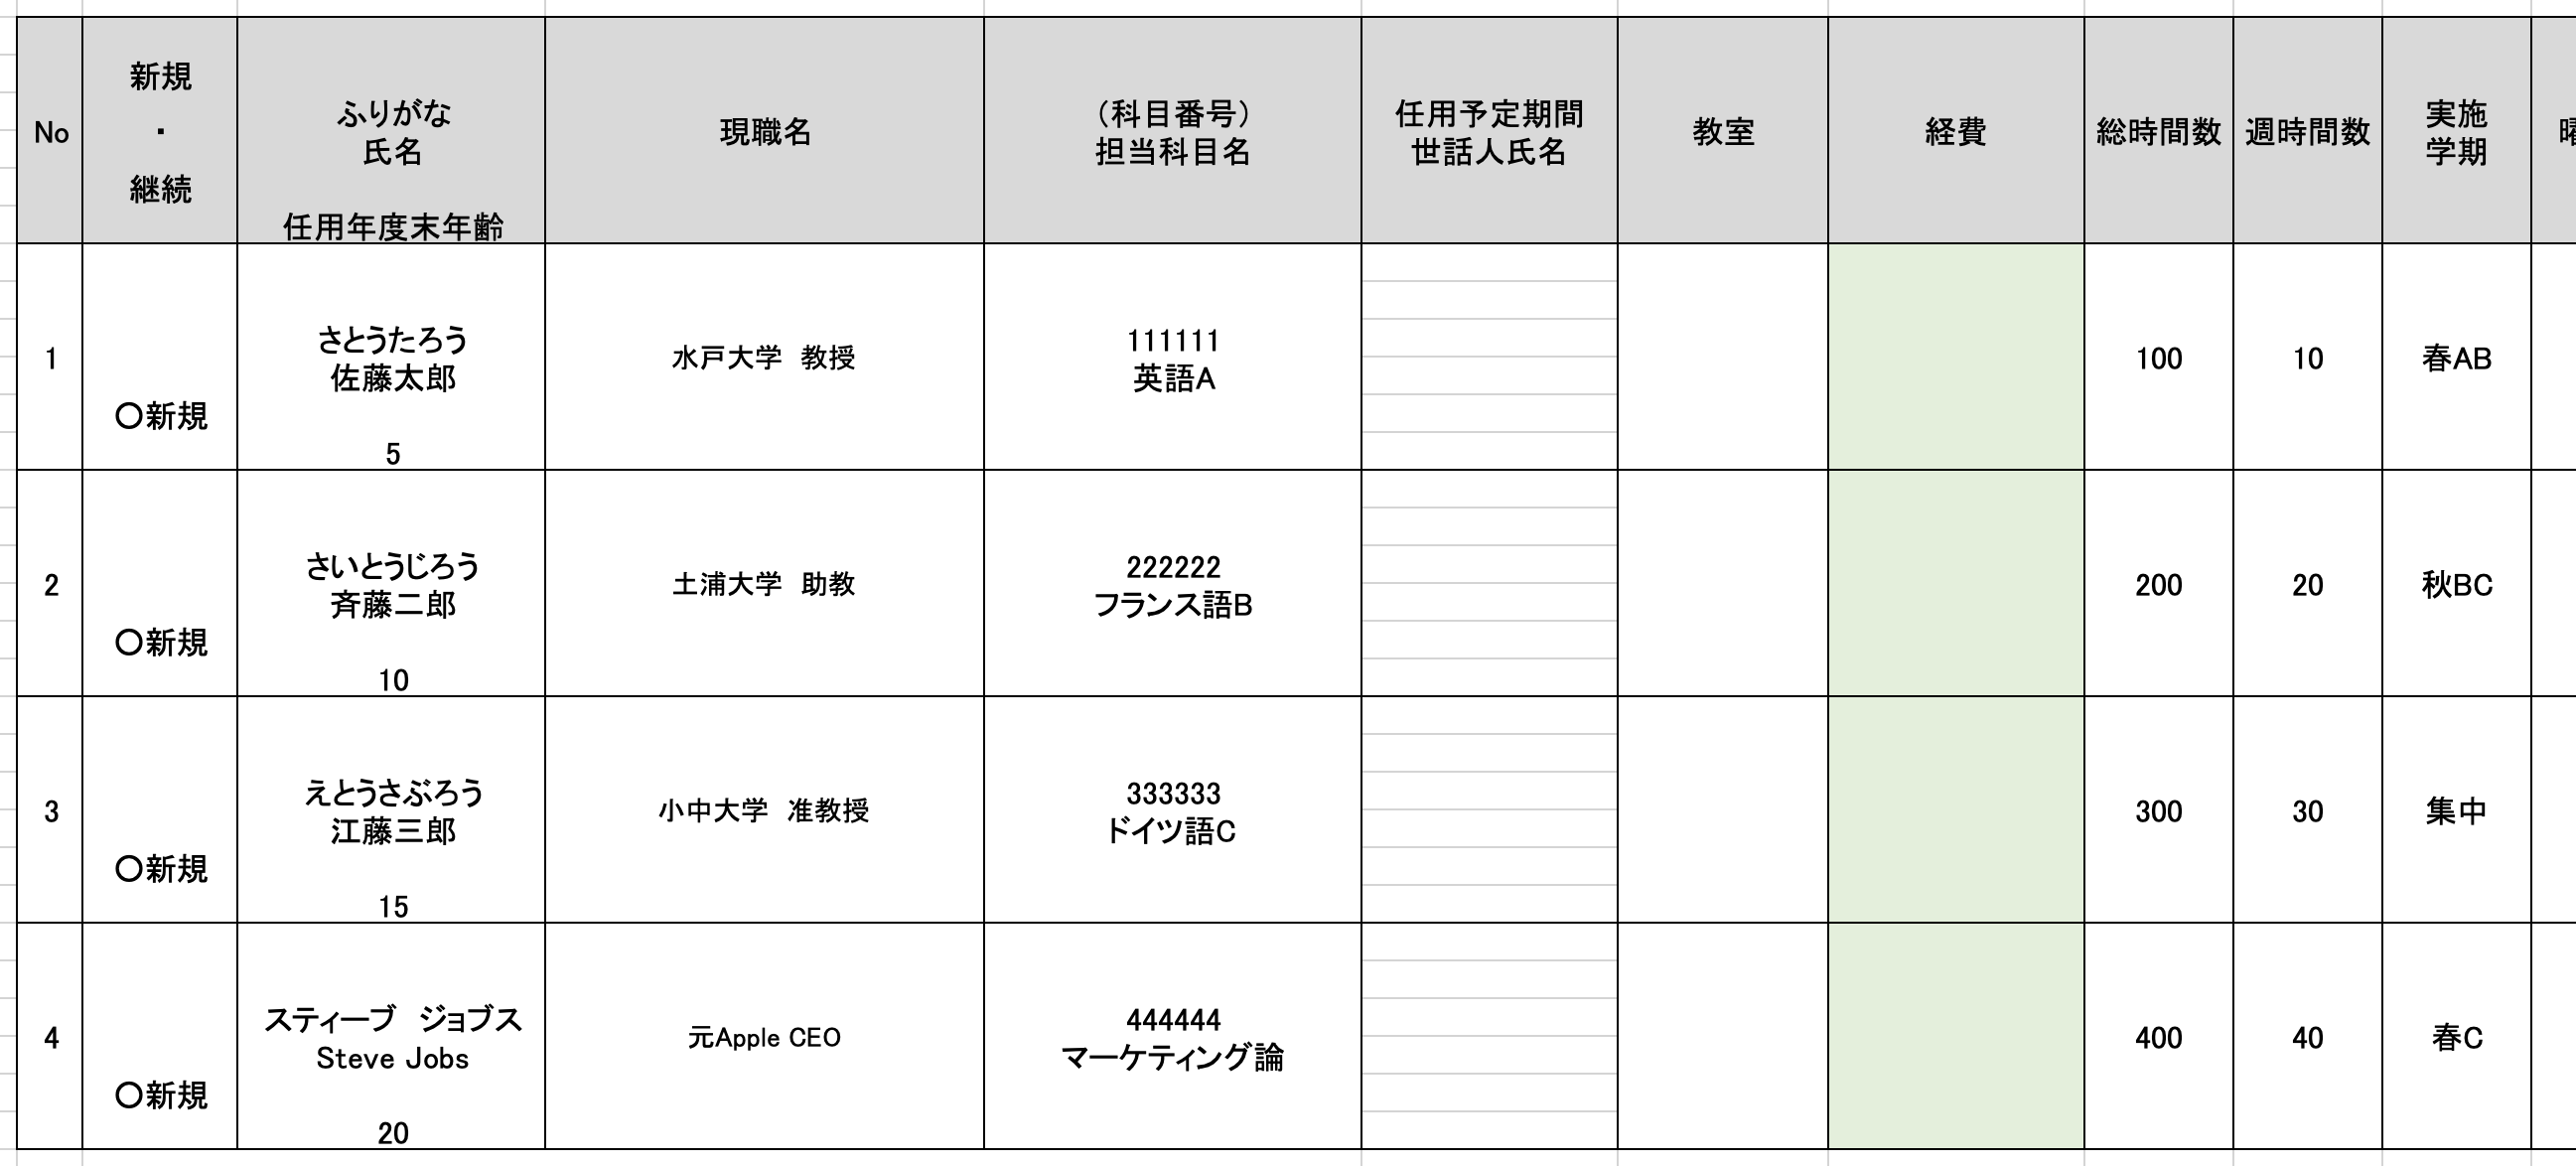 No
新規
・
継続
ふりがな
氏名
任用年度末年齢
現職名
（科目番号）
担当科目名
任用予定期間
世話人氏名
教室
経費
総時間数
週時間数
実施
学期
1
〇新規
さとうたろう
佐藤太郎
5
水戸大学　教授
111111
英語A
100
10
春AB
2
〇新規
さいとうじろう
斉藤二郎
10
土浦大学　助教
222222
フランス語B
200
20
秋BC
3
〇新規
えとうさぶろう
江藤三郎
15
小中大学　准教授
333333
ドイツ語C
300
30
集中
4
〇新規
スティーブ　ジョブス
Steve Jobs
20
元Apple CEO
444444
マーケティング論
400
40
春C